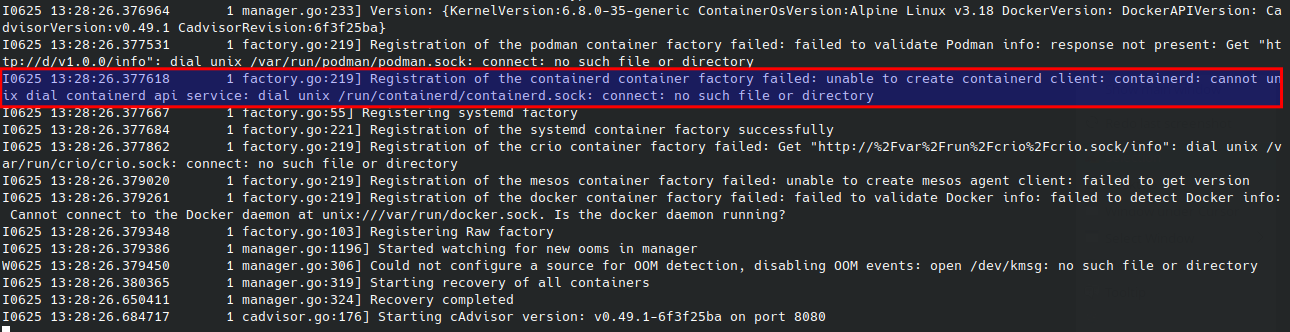 I0625 13:28:26.376964       1 manager.go:233] Version: {KernelVersion:6.8.0-35-generic ContainerOsVersion:Alpine Linux v3.18 DockerVersion: DockerAPIVersion: Ca
dvisorVersion:v0.49.1 CadvisorRevision:6f3f25ba}
I0625 13:28:26.377531       1 factory.go:219] Registration of the podman container factory failed: failed to validate Podman info: response not present: Get "ht
tp://d/v1.0.0/info": dial unix /var/run/podman/podman.sock: connect: no such file or directory
I0625 13:28:26.377618       1 factory.go:219] Registration of the containerd container factory failed: unable to create containerd client: containerd: cannot un
ix dial containerd api service: dial unix /run/containerd/containerd.sock: connect: no such file or directory
I0625 13:28:26.377667       1 factory.go:55] Registering systemd factory
I0625 13:28:26.377684       1 factory.go:221] Registration of the systemd container factory successfully
I0625 13:28:26.377862       1 factory.go:219] Registration of the crio container factory failed: Get "http://%2Fvar%2Frun%2Fcrio%2Fcrio.sock/info": dial unix /v
ar/run/crio/crio.sock: connect: no such file or directory
I0625 13:28:26.379020       1 factory.go:219] Registration of the mesos container factory failed: unable to create mesos agent client: failed to get version
I0625 13:28:26.379261       1 factory.go:219] Registration of the docker container factory failed: failed to validate Docker info: failed to detect Docker info:
 Cannot connect to the Docker daemon at unix:///var/run/docker.sock. Is the docker daemon running?
I0625 13:28:26.379348       1 factory.go:103] Registering Raw factory
I0625 13:28:26.379386       1 manager.go:1196] Started watching for new ooms in manager
W0625 13:28:26.379450       1 manager.go:306] Could not configure a source for OOM detection, disabling OOM events: open /dev/kmsg: no such file or directory
I0625 13:28:26.380365       1 manager.go:319] Starting recovery of all containers
I0625 13:28:26.650411       1 manager.go:324] Recovery completed
I0625 13:28:26.684717       1 cadvisor.go:176] Starting cAdvisor version: v0.49.1-6f3f25ba on port 8080